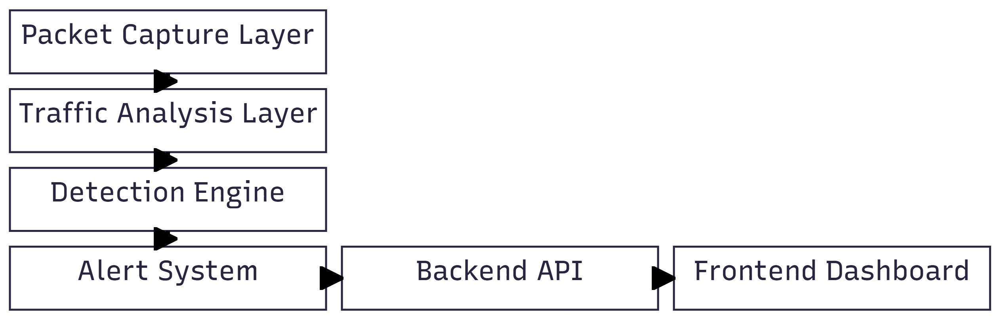 Packet Capture Layer
Traffic Analysis Layer
Detection Engine
Alert System
Backend API
Frontend Dashboard